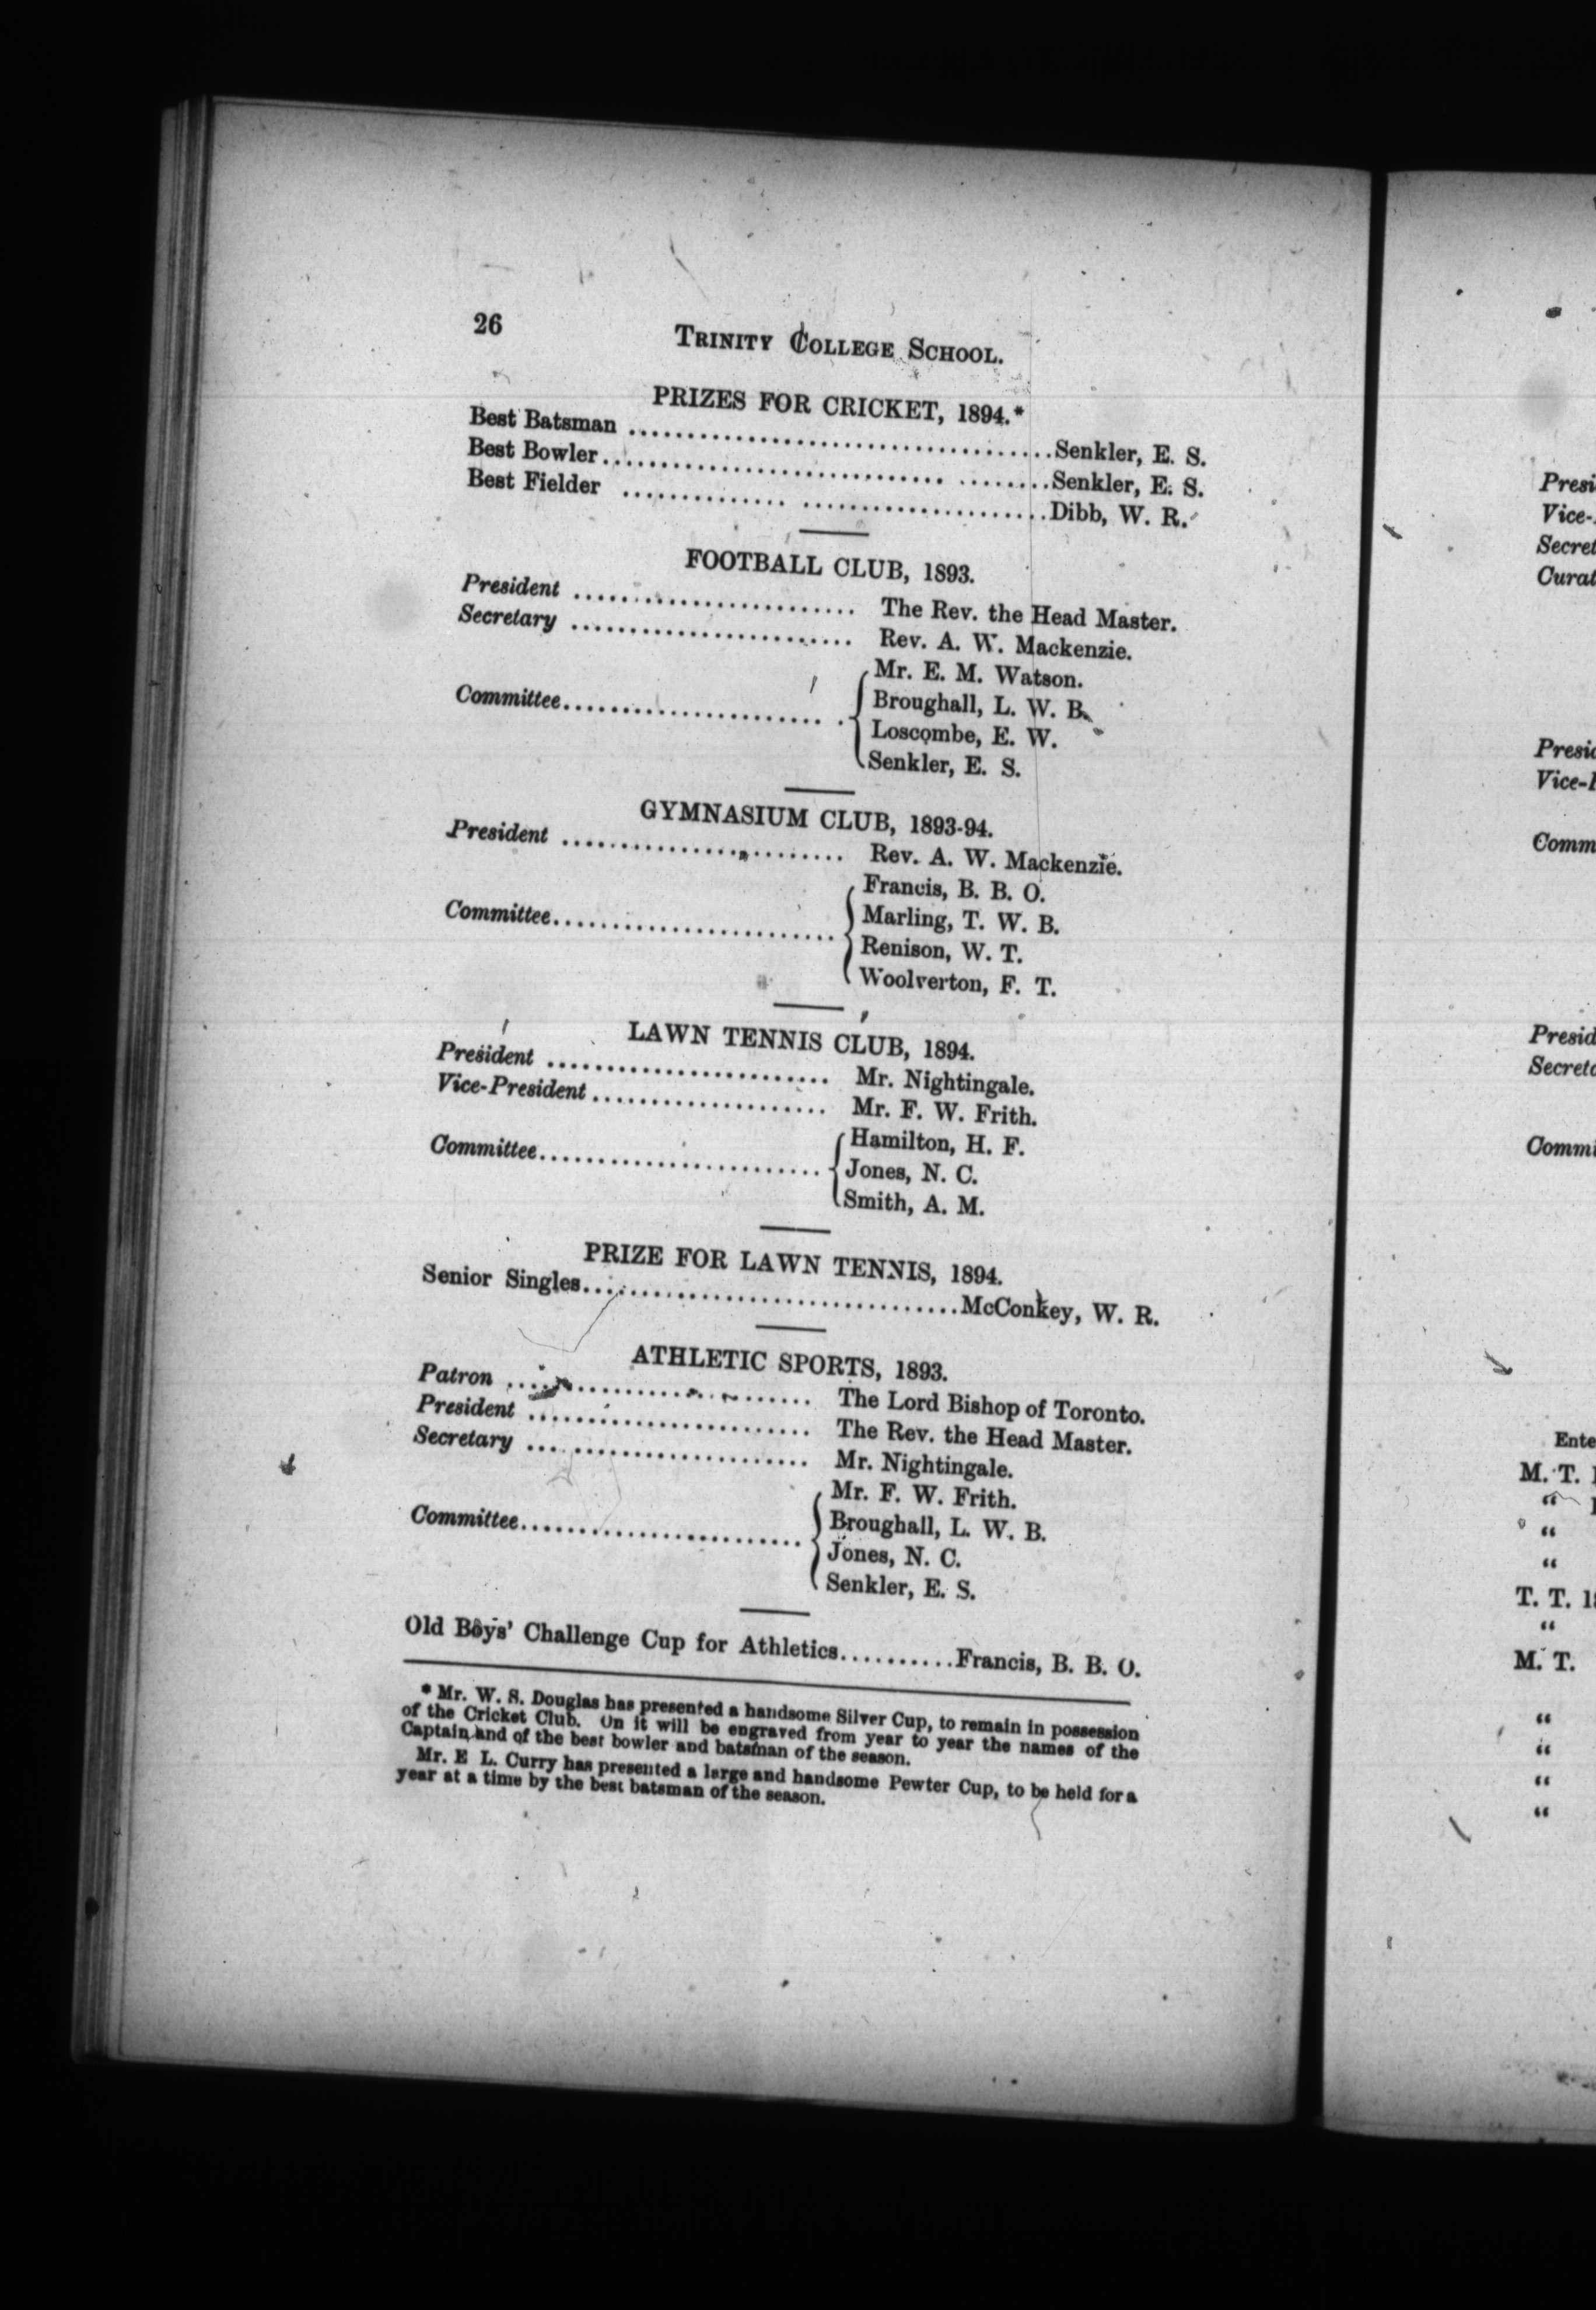 26
TRINITY COLLEGE SCHOOL.
PRIZES FOR CRICKET, 1894.*
Best Batsman ........................................Senkler, E. S.
Best Bowler........................................Senkler, E. S.
Best Fielder ........................................Dibb, W. R.
FOOTBALL CLUB, 1893.
President ........................ The Rev. the Head Master.
Secretary ........................ Rev. A. W. Mackenzie.
Mr. E. M. Watson.
Committee........................ Broughall, L. W. B.
Loscombe, E. W.
Senkler, E. S.
GYMNASIUM CLUB, 1893-94.
President ........................ Rev. A. W. Mackenzie.
Francis, B. B. O.
Committee........................ Marling, T. W. B.
Renison, W. T.
Woolverton, F. T.
LAWN TENNIS CLUB, 1894.
President ........................ Mr. Nightingale.
Vice-President .................... Mr. F. W. Frith.
Hamilton, H. F.
Committee........................ Jones, N. C.
Smith, A. M.
PRIZE FOR LAWN TENNIS, 1894.
Senior Singles................................McConkey, W. R.
ATHLETIC SPORTS, 1893.
Patron .......................... The Lord Bishop of Toronto.
President ........................ The Rev. the Head Master.
Secretary ........................ Mr. Nightingale.
Mr. F. W. Frith.
Committee........................ Broughall, L. W. B.
Jones, N. C.
Senkler, E. S.
Old Boys' Challenge Cup for Athletics..........Francis, B. B. O.
* Mr. W. S. Douglas has presented a handsome Silver Cup, to remain in possession
of the Cricket Club. On it will be engraved from year to year the names of the
Captain and of the best bowler and batsman of the season.
Mr. E L. Curry has presented a large and handsome Pewter Cup, to be held for a
year at a time by the best batsman of the season.
Vice-
M. T.
“
“
“
T. T.
“
M. T.
“
“
“
“